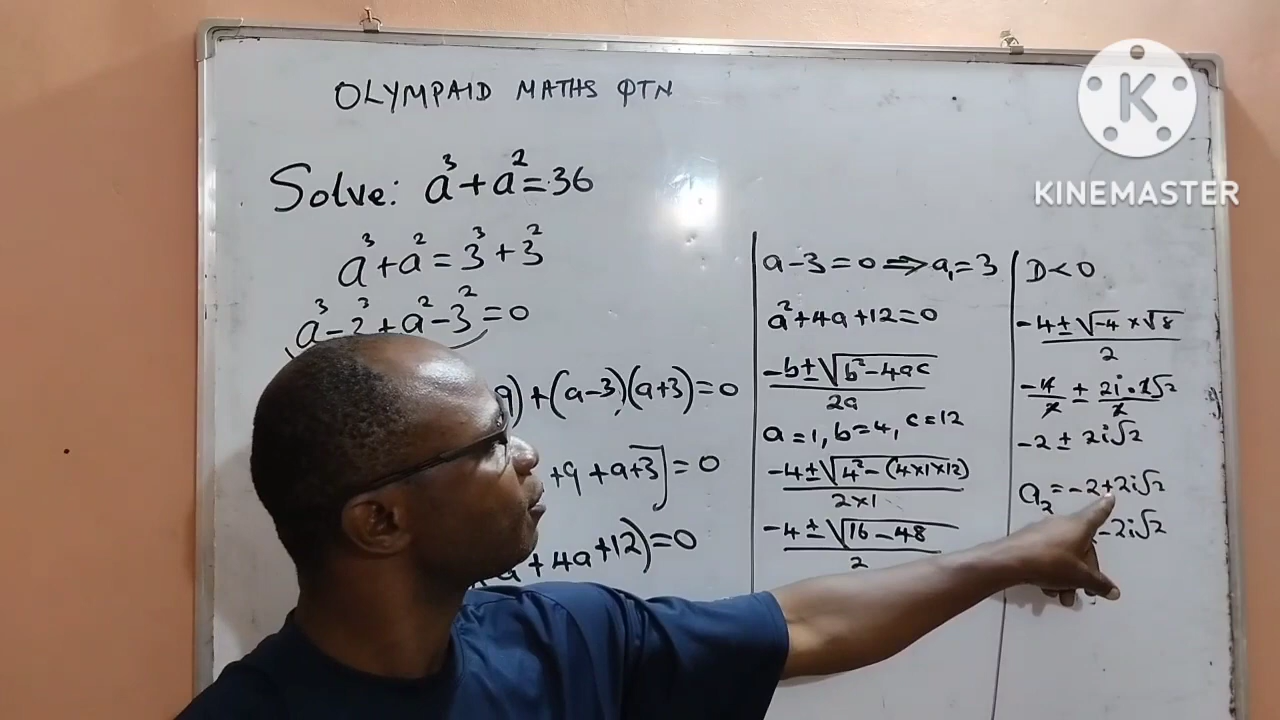 OLYMPAID MATHS QTN
Solve: a³+a²=36
a³+a²=3³+3²
a³-3³+a²-3²=0
9)+(a-3)(a+3)=0
+9+a+3]=0
+4a+12)=0
a-3=0⟹a₁=3
a²+4a+12=0
-b±√b²-4ac
2a
a=1, b=4, c=12
-4±√4²-(4×1×12)
2×1
-4±√16-48
2
D<0
-4±√-4×√8
2
-4/2 ± 2i·2√2/2
-2±2i√2
a₂=-2+2i√2
-2i√2
K
KINEMASTER